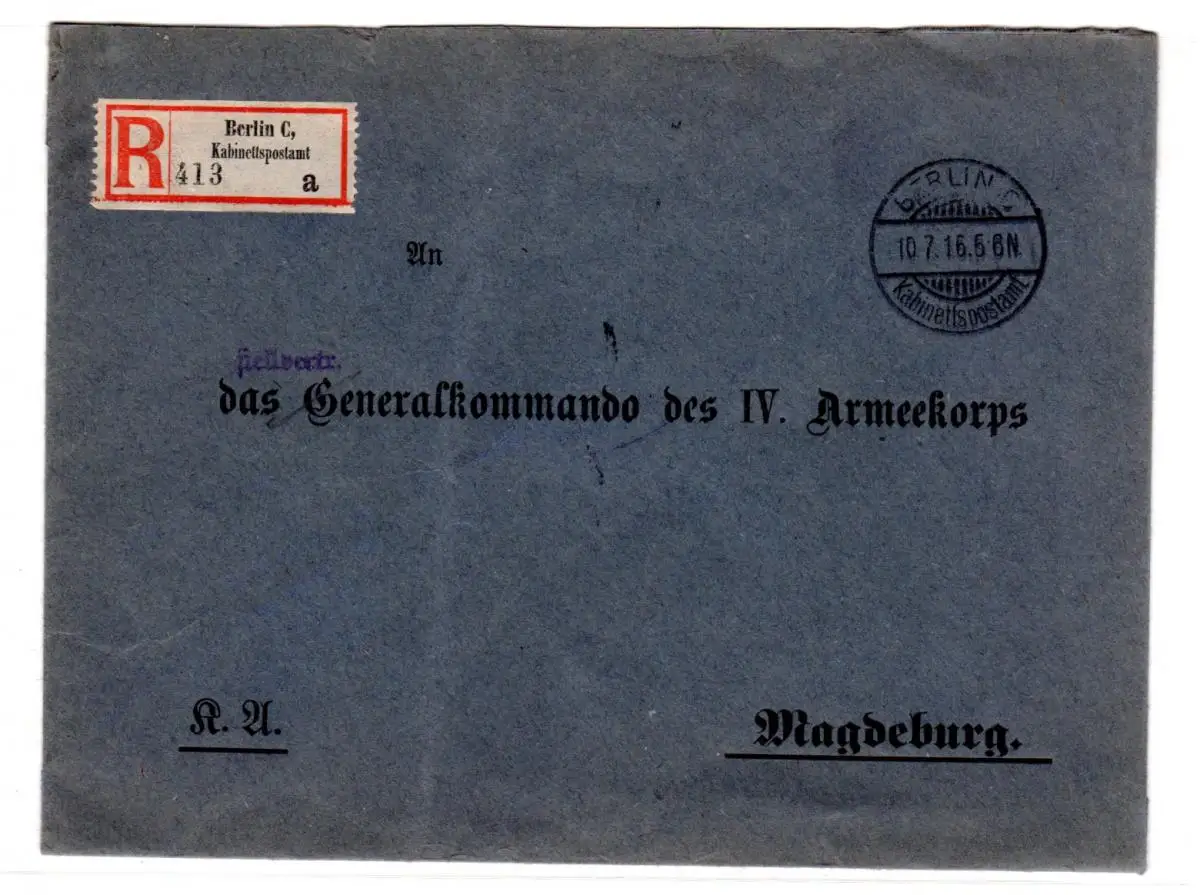 R
Berlin C,
Kabinettspostamt
413 a
BERLIN C
10.7.16.5-6N.
Kabinettspostamt
An
stellvertr.
das Generalkommando des IV. Armeekorps
K. A.
Magdeburg.